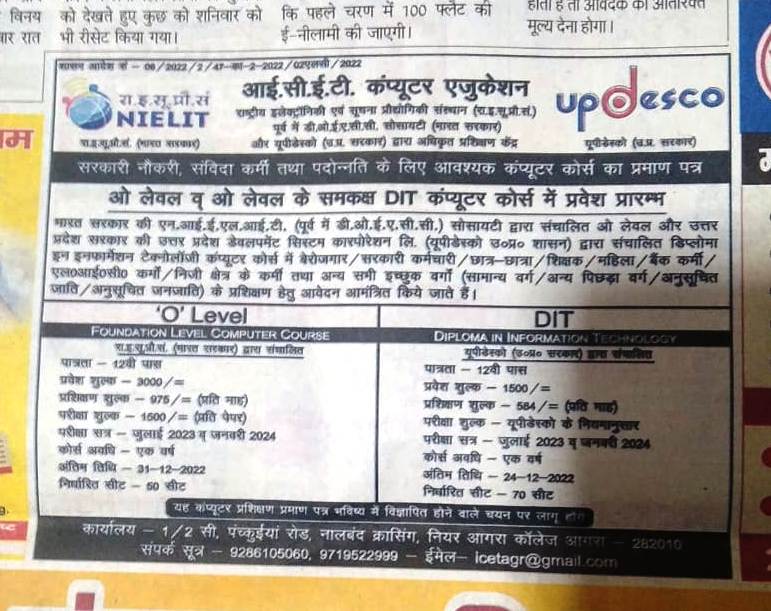 विनय को देखते हुए कुछ को शनिवार को
भी रीसेट किया गया।
कि पहले चरण में 100 फ्लैट की
ई-नीलामी की जाएगी।
मूल्य देना होगा।
शासन आदेश सं - 06/2022/2/47-का-2-2022/02एलसी/2022
रा.इ.सू.प्रौ.सं
NIELIT
रा.इ.सू.प्रौ.सं. (भारत सरकार)
आई.सी.ई.टी. कंप्यूटर एजुकेशन
राष्ट्रीय इलेक्ट्रॉनिकी एवं सूचना प्रौद्योगिकी संस्थान (रा.इ.सू.प्रौ.सं.)
पूर्व में डी.ओ.ई.ए.सी.सी. सोसायटी (भारत सरकार)
और यूपीडेस्को (उ.प्र. सरकार) द्वारा अधिकृत प्रशिक्षण केंद्र
updesco
यूपीडेस्को (उ.प्र. सरकार)
सरकारी नौकरी, संविदा कर्मी तथा पदोन्नति के लिए आवश्यक कंप्यूटर कोर्स का प्रमाण पत्र
ओ लेवल व् ओ लेवल के समकक्ष DIT कंप्यूटर कोर्स में प्रवेश प्रारम्भ
भारत सरकार की एन.आई.ई.एल.आई.टी. (पूर्व में डी.ओ.ई.ए.सी.सी.) सोसायटी द्वारा संचालित ओ लेवल और उत्तर
प्रदेश सरकार की उत्तर प्रदेश डेवलपमेंट सिस्टम कारपोरेशन लि. (यूपीडेस्को उ०प्र० शासन) द्वारा संचालित डिप्लोमा
इन इनफार्मेशन टैक्नोलॉजी कंप्यूटर कोर्स में बेरोजगार/सरकारी कर्मचारी/छात्र-छात्रा/शिक्षक/महिला/बैंक कर्मी/
एल०आई०सी० कर्मी/निजी क्षेत्र के कर्मी तथा अन्य सभी इच्छुक वर्गो (सामान्य वर्ग/अन्य पिछड़ा वर्ग/अनुसूचित
जाति/अनुसूचित जनजाति) के प्रशिक्षण हेतु आवेदन आमंत्रित किये जाते हैं।
'O' Level
FOUNDATION LEVEL COMPUTER COURSE
रा.इ.सू.प्रौ.सं. (भारत सरकार) द्वारा संचालित
पात्रता - 12वी पास
प्रवेश शुल्क - 3000/=
प्रशिक्षण शुल्क - 975/= (प्रति माह)
परीक्षा शुल्क - 1500/= (प्रति पेपर)
परीक्षा सत्र - जुलाई 2023 व् जनवरी 2024
कोर्स अवधि - एक वर्ष
अंतिम तिथि - 31-12-2022
निर्धारित सीट - 50 सीट
DIT
DIPLOMA IN INFORMATION TECHNOLOGY
यूपीडेस्को (उ०प्र० सरकार) द्वारा संचालित
पात्रता - 12वी पास
प्रवेश शुल्क - 1500/=
प्रशिक्षण शुल्क - 584/= (प्रति माह)
परीक्षा शुल्क - यूपीडेस्को के नियमानुसार
परीक्षा सत्र - जुलाई 2023 व् जनवरी 2024
कोर्स अवधि - एक वर्ष
अंतिम तिथि - 24-12-2022
निर्धारित सीट - 70 सीट
यह कंप्यूटर प्रशिक्षण प्रमाण पत्र भविष्य में विज्ञापित होने वाले चयन पर लागू होगा
कार्यालय - 1/2 सी, पंचकुईयां रोड, नालबंद क्रासिंग, नियर आगरा कॉलेज आगरा - 282010
संपर्क सूत्र - 9286105060, 9719522999 - ईमेल- icetagr@gmail.com